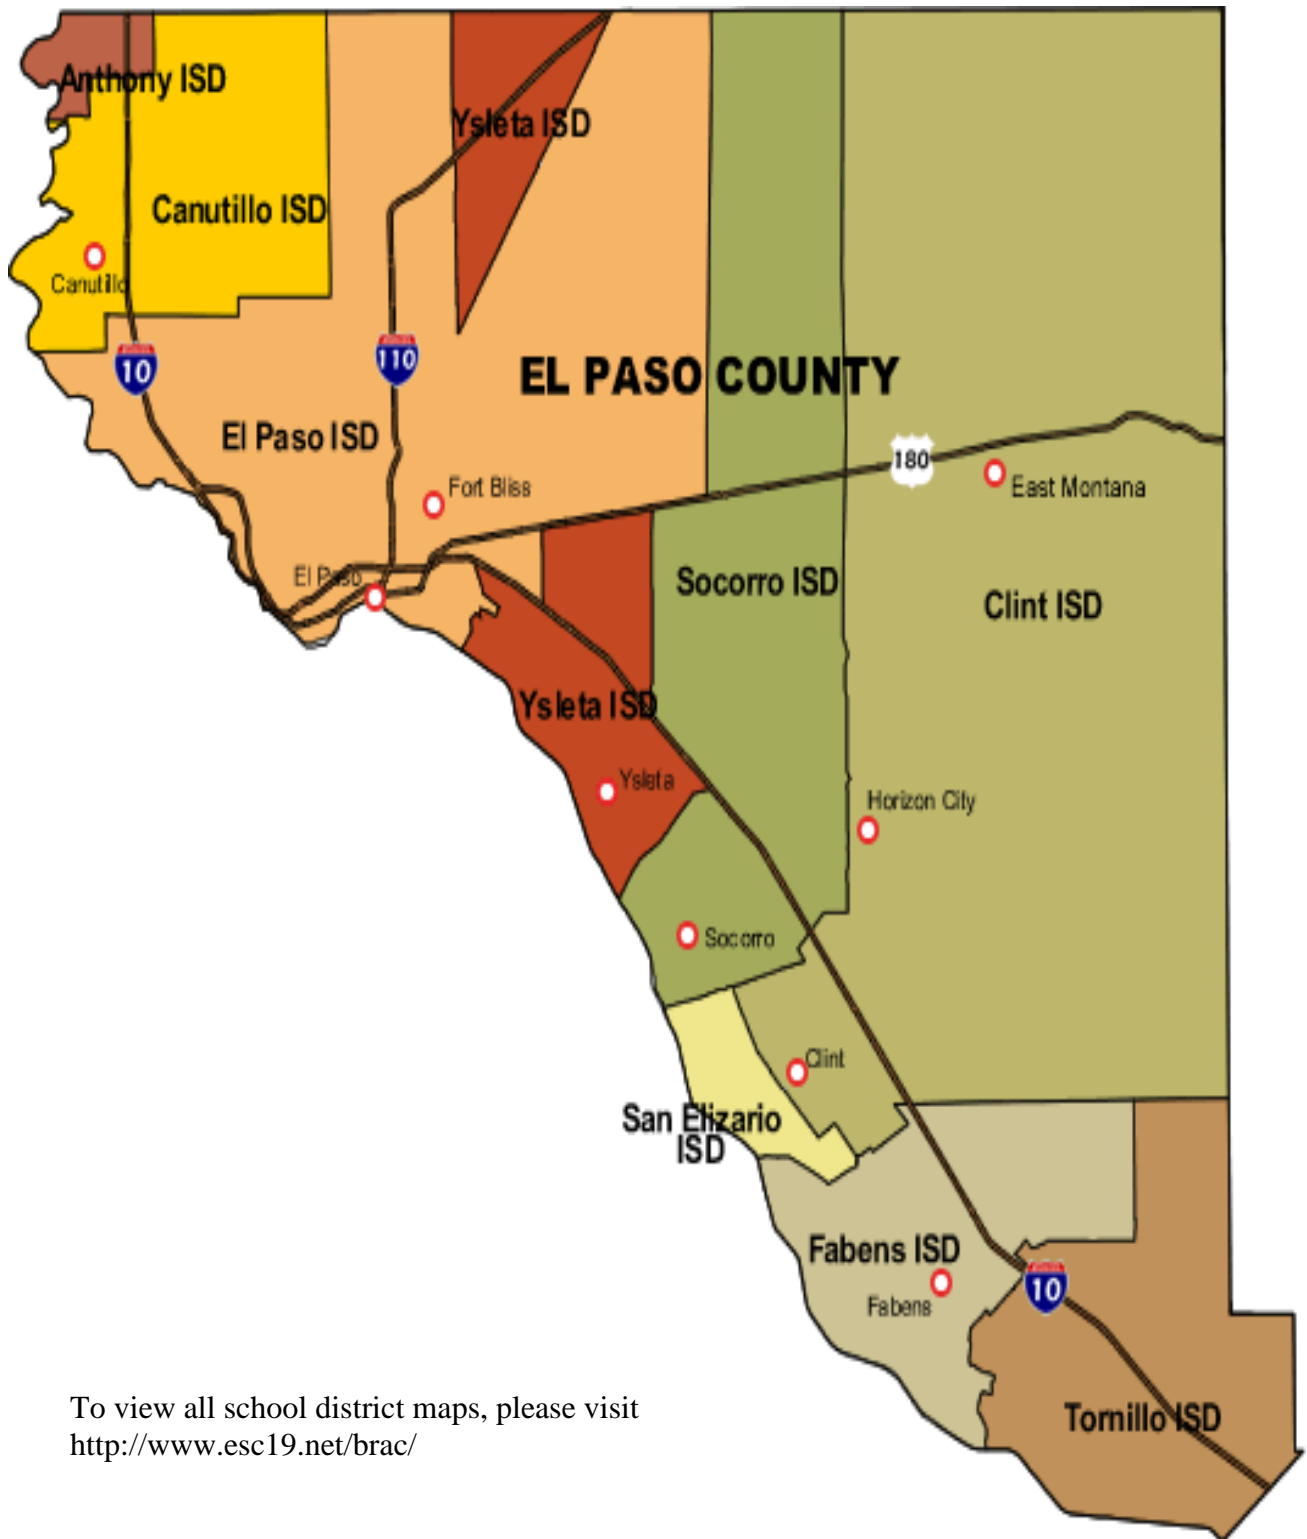 Anthony ISD
Ysleta ISD
Canutillo ISD
Canutillo
10
110
EL PASO COUNTY
El Paso ISD
180
Fort Bliss
East Montana
El Paso
Socorro ISD
Clint ISD
Ysleta ISD
Ysleta
Horizon City
Socorro
Clint
San Elizario
ISD
Fabens ISD
10
Fabens
To view all school district maps, please visit
http://www.esc19.net/brac/
Tornillo ISD